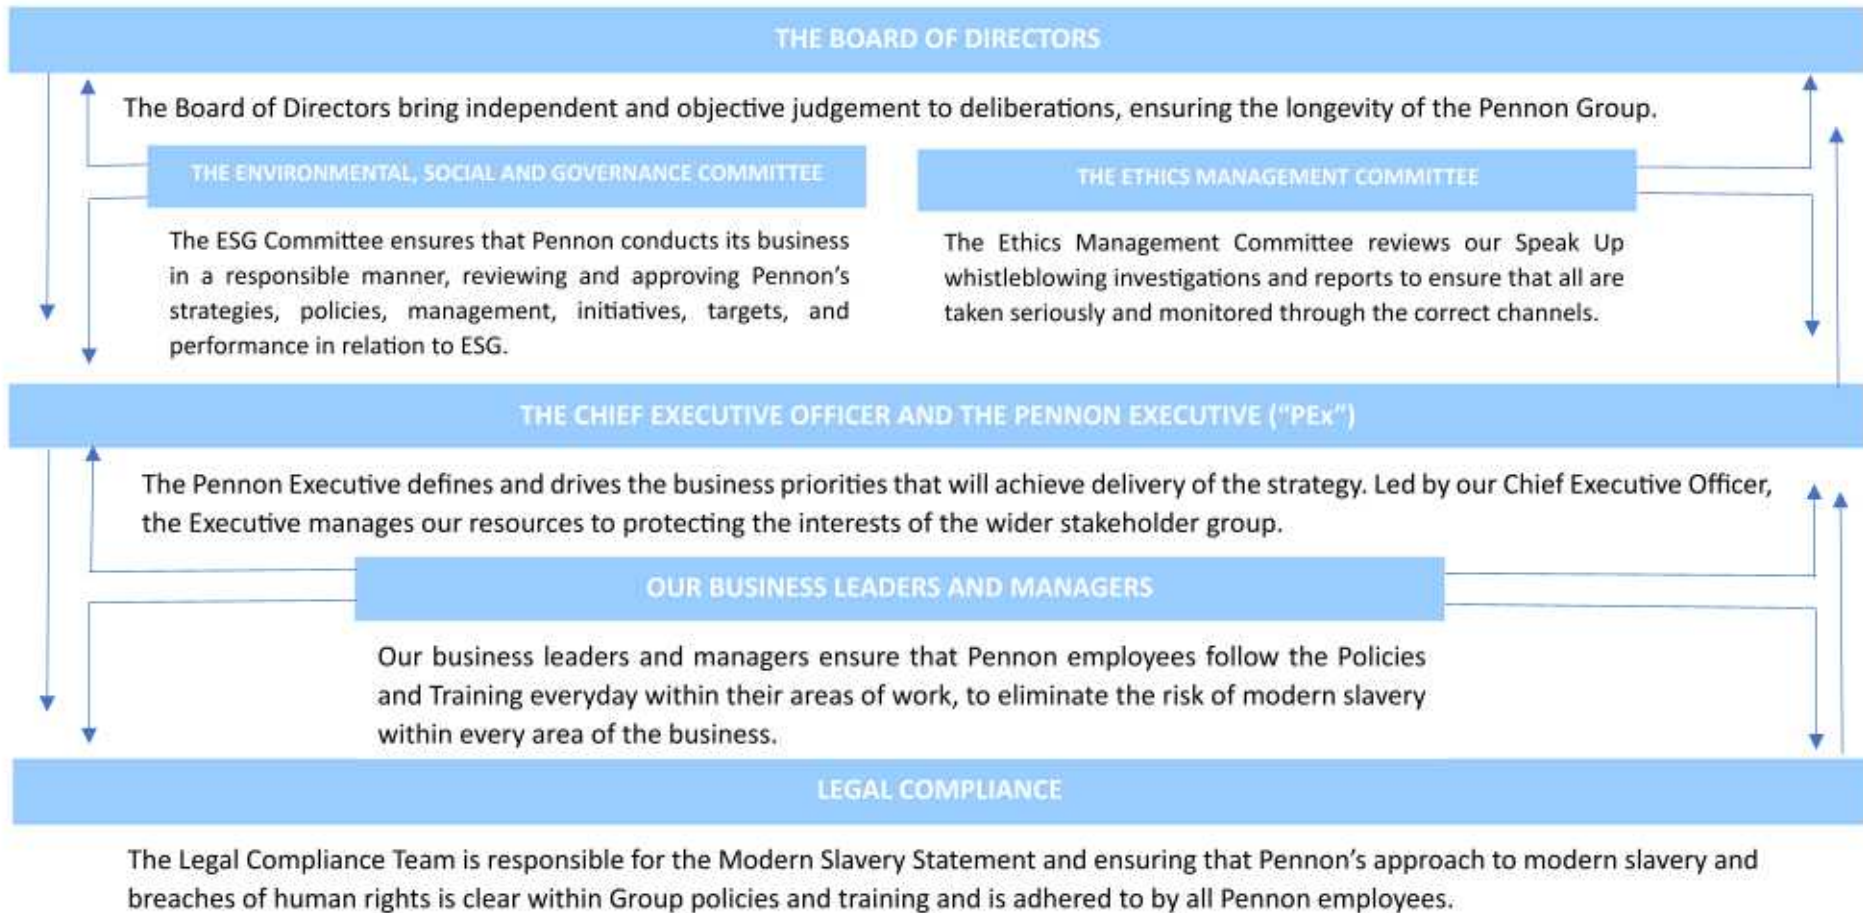 THE BOARD OF DIRECTORS
The Board of Directors bring independent and objective judgement to deliberations, ensuring the longevity of the Pennon Group.
THE ENVIRONMENTAL, SOCIAL AND GOVERNANCE COMMITTEE
The ESG Committee ensures that Pennon conducts its business
in a responsible manner, reviewing and approving Pennon’s
strategies, policies, management, initiatives, targets, and
performance in relation to ESG.
THE ETHICS MANAGEMENT COMMITTEE
The Ethics Management Committee reviews our Speak Up
whistleblowing investigations and reports to ensure that all are
taken seriously and monitored through the correct channels.
THE CHIEF EXECUTIVE OFFICER AND THE PENNON EXECUTIVE (“PEx”)
The Pennon Executive defines and drives the business priorities that will achieve delivery of the strategy. Led by our Chief Executive Officer,
the Executive manages our resources to protecting the interests of the wider stakeholder group.
OUR BUSINESS LEADERS AND MANAGERS
Our business leaders and managers ensure that Pennon employees follow the Policies
and Training everyday within their areas of work, to eliminate the risk of modern slavery
within every area of the business.
LEGAL COMPLIANCE
The Legal Compliance Team is responsible for the Modern Slavery Statement and ensuring that Pennon’s approach to modern slavery and
breaches of human rights is clear within Group policies and training and is adhered to by all Pennon employees.